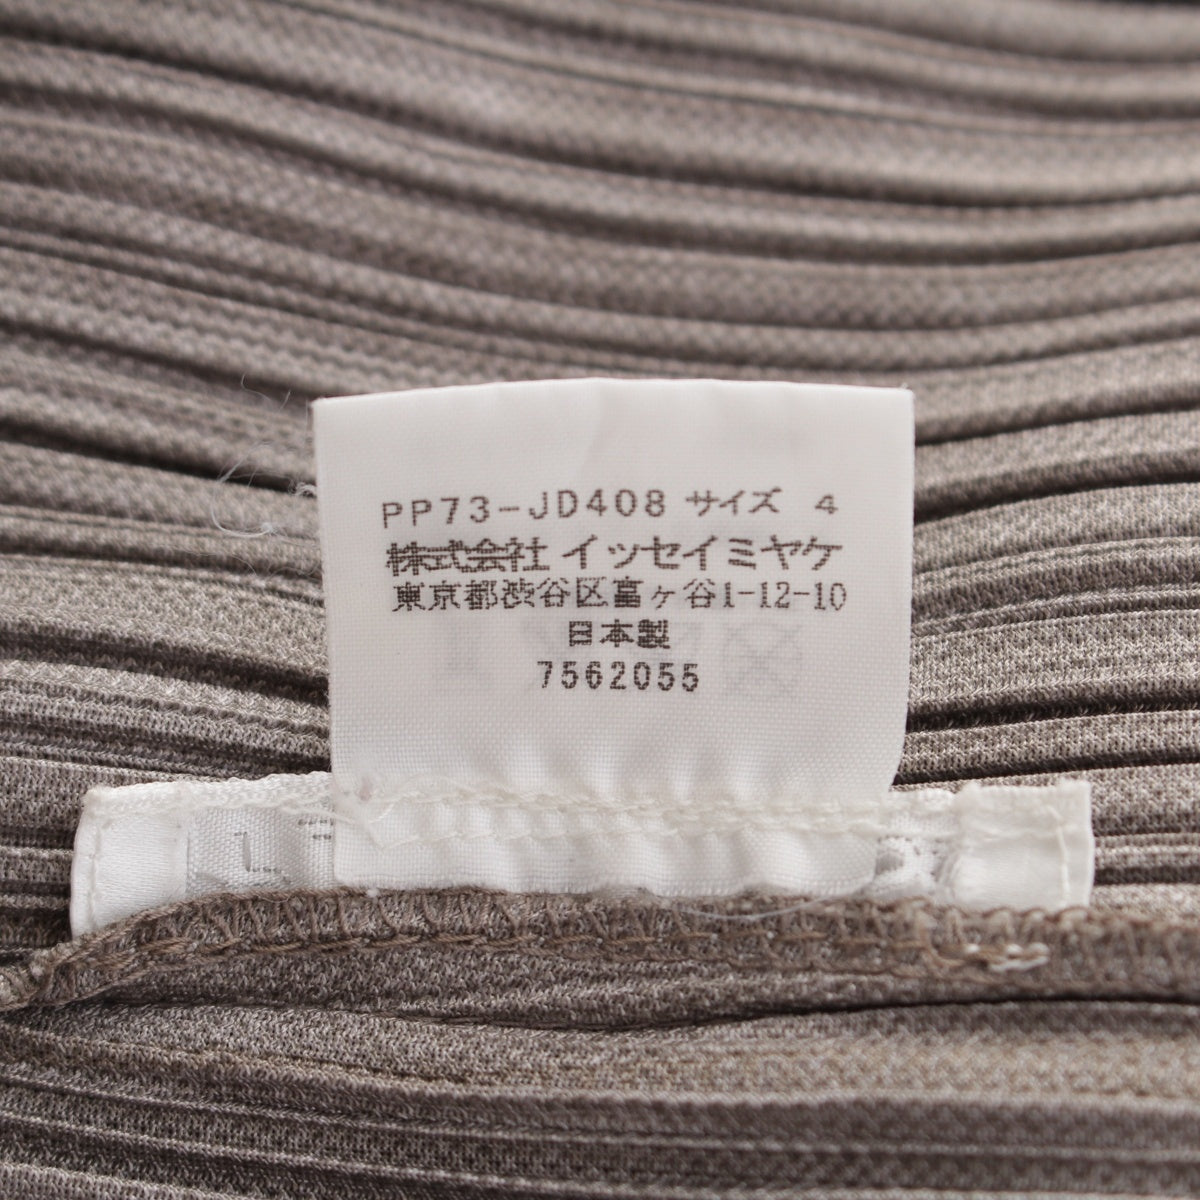 PP73-JD408 サイズ 4
株式会社 イッセイミヤケ
東京都渋谷区富ヶ谷1-12-10
日本製
7562055